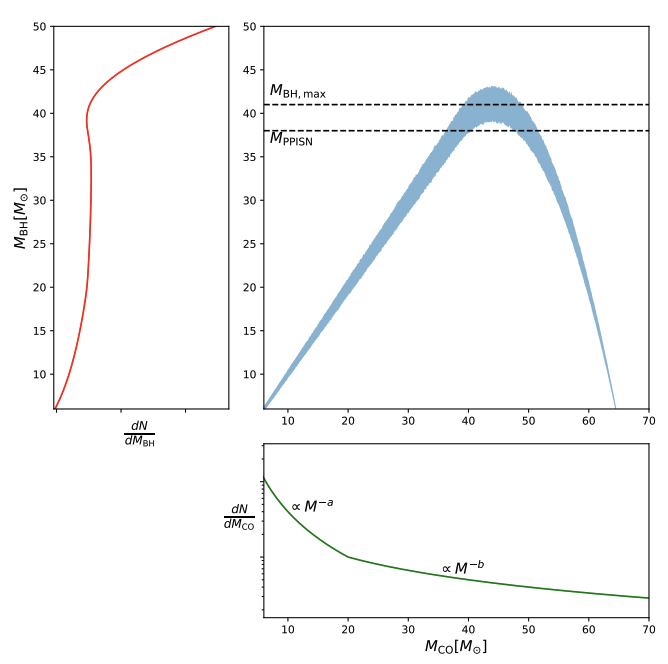 50
45
40
35
30
25
20
15
10
M_BH [M_⊙]
dN
dM_BH
50
45
40
35
30
25
20
15
10
M_BH,max
M_PPISN
10 20 30 40 50 60 70
dN
dM_CO
∝ M^−a
∝ M^−b
10 20 30 40 50 60 70
M_CO [M_⊙]